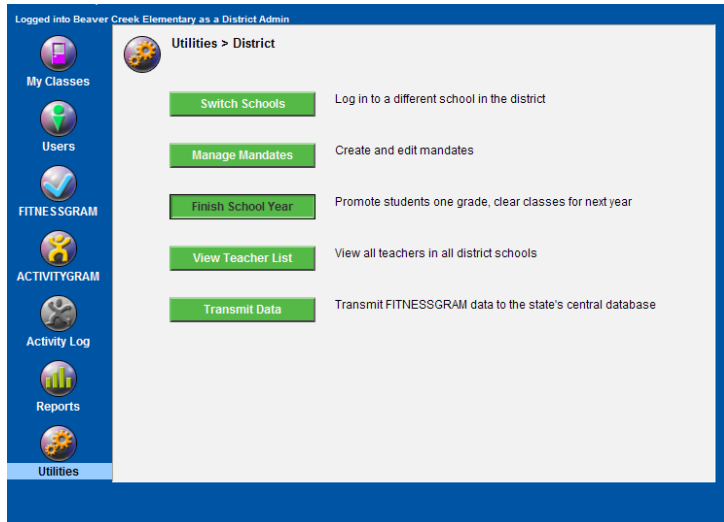 Logged into Beaver Creek Elementary as a District Admin
My Classes
Users
FITNESSGRAM
ACTIVITYGRAM
Activity Log
Reports
Utilities
Utilities > District
Switch Schools Log in to a different school in the district
Manage Mandates Create and edit mandates
Finish School Year Promote students one grade, clear classes for next year
View Teacher List View all teachers in all district schools
Transmit Data Transmit FITNESSGRAM data to the state's central database